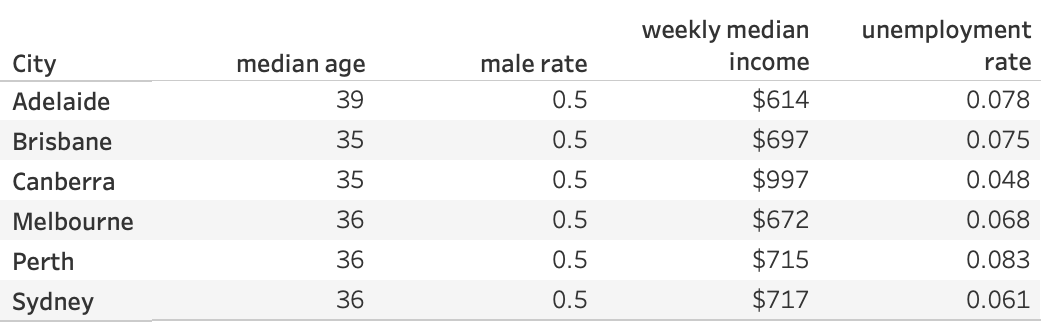 City median age male rate weekly median income unemployment rate
Adelaide 39 0.5 $614 0.078
Brisbane 35 0.5 $697 0.075
Canberra 35 0.5 $997 0.048
Melbourne 36 0.5 $672 0.068
Perth 36 0.5 $715 0.083
Sydney 36 0.5 $717 0.061